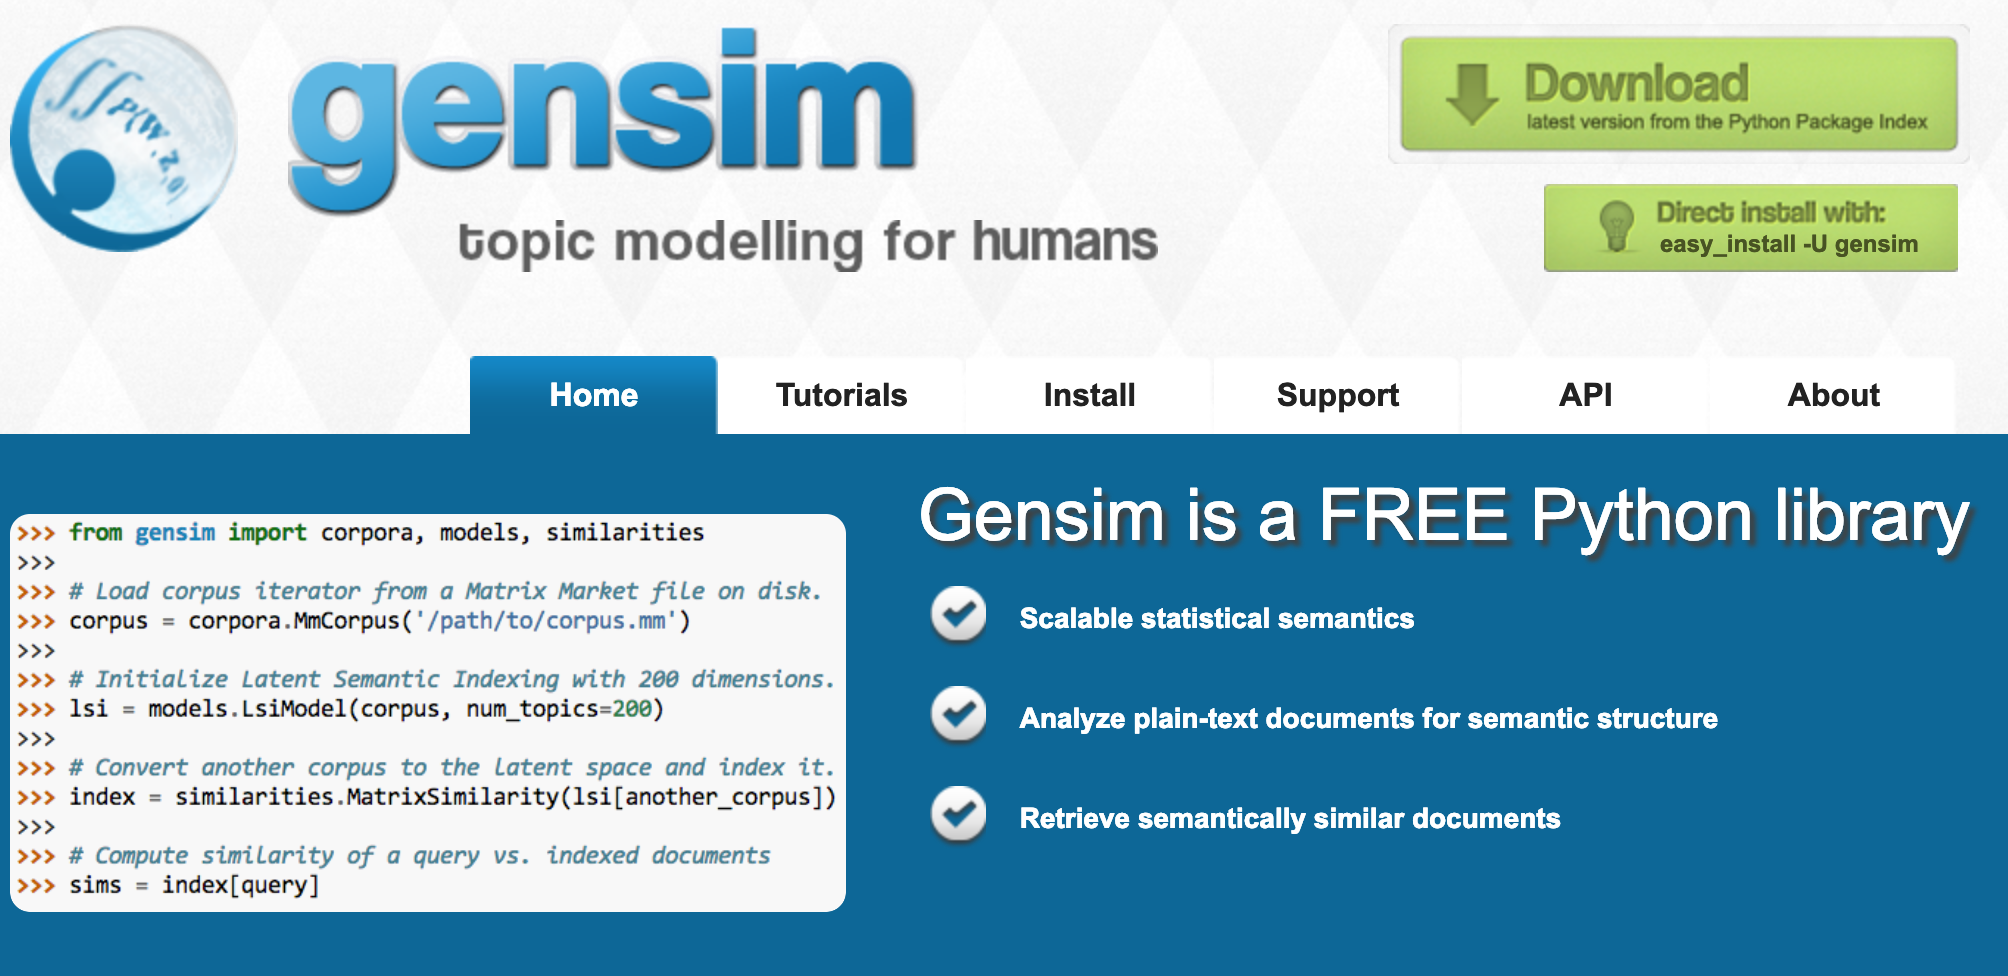 ∫∫P(w,z,θ)
gensim
topic modelling for humans
Download
latest version from the Python Package Index
Direct install with:
easy_install -U gensim
Home Tutorials Install Support API About
>>> from gensim import corpora, models, similarities
>>>
>>> # Load corpus iterator from a Matrix Market file on disk.
>>> corpus = corpora.MmCorpus('/path/to/corpus.mm')
>>>
>>> # Initialize Latent Semantic Indexing with 200 dimensions.
>>> lsi = models.LsiModel(corpus, num_topics=200)
>>>
>>> # Convert another corpus to the latent space and index it.
>>> index = similarities.MatrixSimilarity(lsi[another_corpus])
>>>
>>> # Compute similarity of a query vs. indexed documents
>>> sims = index[query]
Gensim is a FREE Python library
Scalable statistical semantics
Analyze plain-text documents for semantic structure
Retrieve semantically similar documents